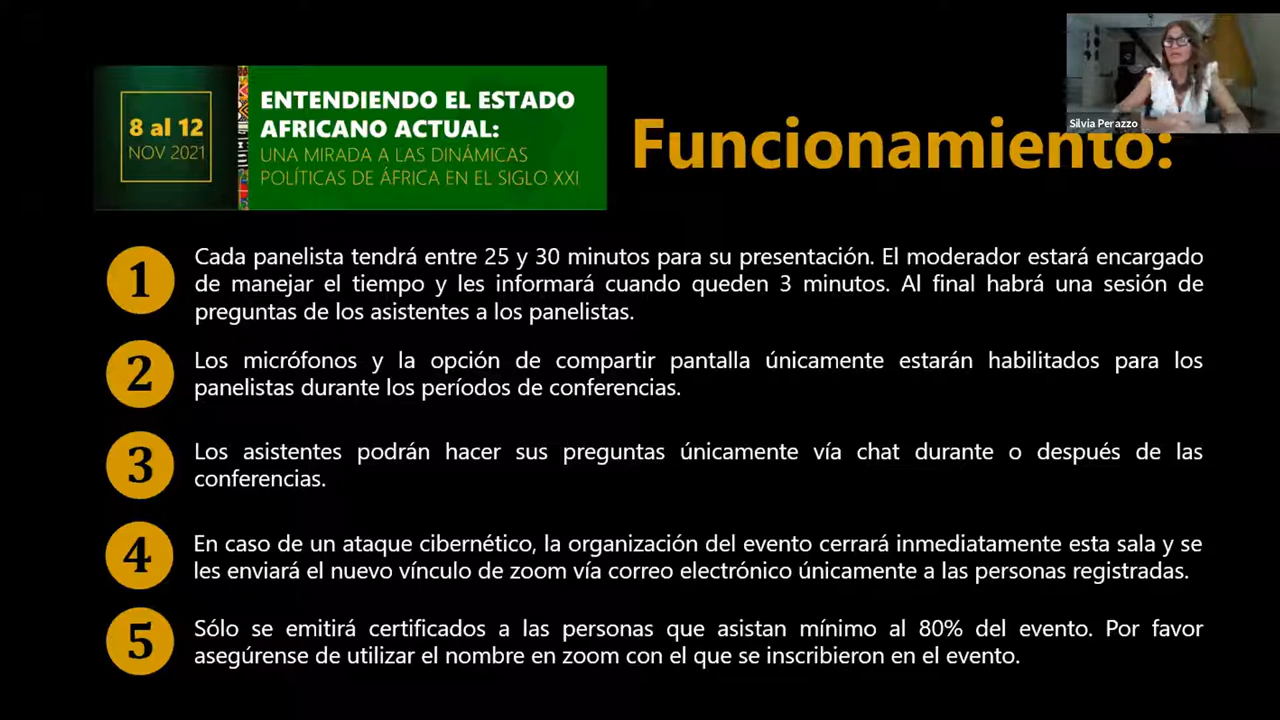 8 al 12
NOV 2021
ENTENDIENDO EL ESTADO
AFRICANO ACTUAL:
UNA MIRADA A LAS DINÁMICAS
POLÍTICAS DE ÁFRICA EN EL SIGLO XXI
Funcionamiento:
Silvia Perazzo
1
Cada panelista tendrá entre 25 y 30 minutos para su presentación. El moderador estará encargado
de manejar el tiempo y les informará cuando queden 3 minutos. Al final habrá una sesión de
preguntas de los asistentes a los panelistas.
2
Los micrófonos y la opción de compartir pantalla únicamente estarán habilitados para los
panelistas durante los períodos de conferencias.
3
Los asistentes podrán hacer sus preguntas únicamente vía chat durante o después de las
conferencias.
4
En caso de un ataque cibernético, la organización del evento cerrará inmediatamente esta sala y se
les enviará el nuevo vínculo de zoom vía correo electrónico únicamente a las personas registradas.
5
Sólo se emitirá certificados a las personas que asistan mínimo al 80% del evento. Por favor
asegúrense de utilizar el nombre en zoom con el que se inscribieron en el evento.